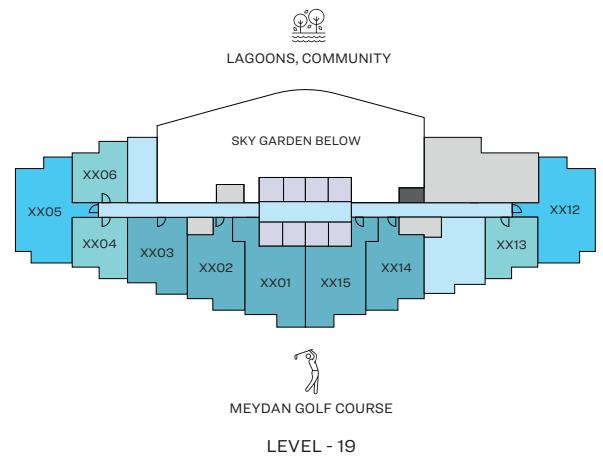 LAGOONS, COMMUNITY
SKY GARDEN BELOW
XX06
XX05
XX12
XX04
XX13
XX03
XX02
XX14
XX01
XX15
MEYDAN GOLF COURSE
LEVEL - 19